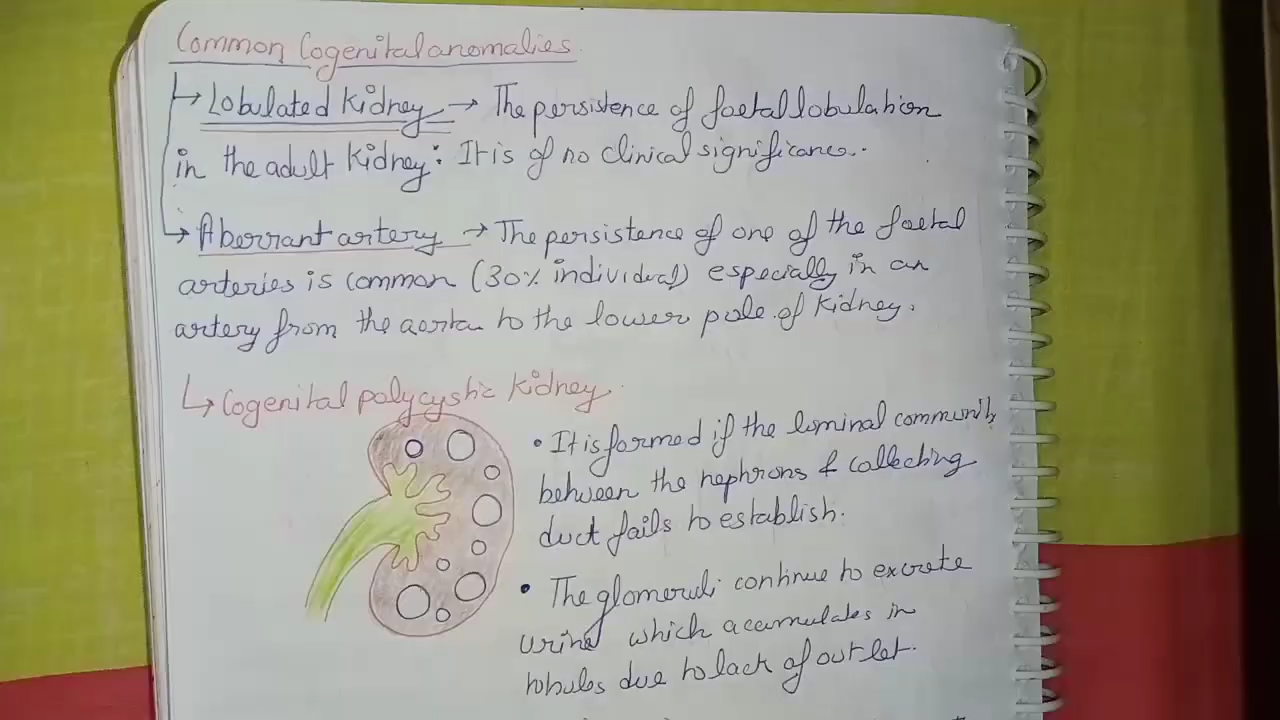 Common Cogenital anomalies
Lobulated kidney → The persistence of foetal lobulation
in the adult kidney: It is of no clinical significance.
Aberrant artery → The persistence of one of the foetal
arteries is common (30% individual) especially in an
artery from the aorta to the lower pole of kidney.
Cogenital polycystic kidney
• It is formed if the luminal community
between the nephrons & collecting
duct fails to establish.
• The glomeruli continue to excrete
urine which accumulates in
tubules due to lack of outlet.